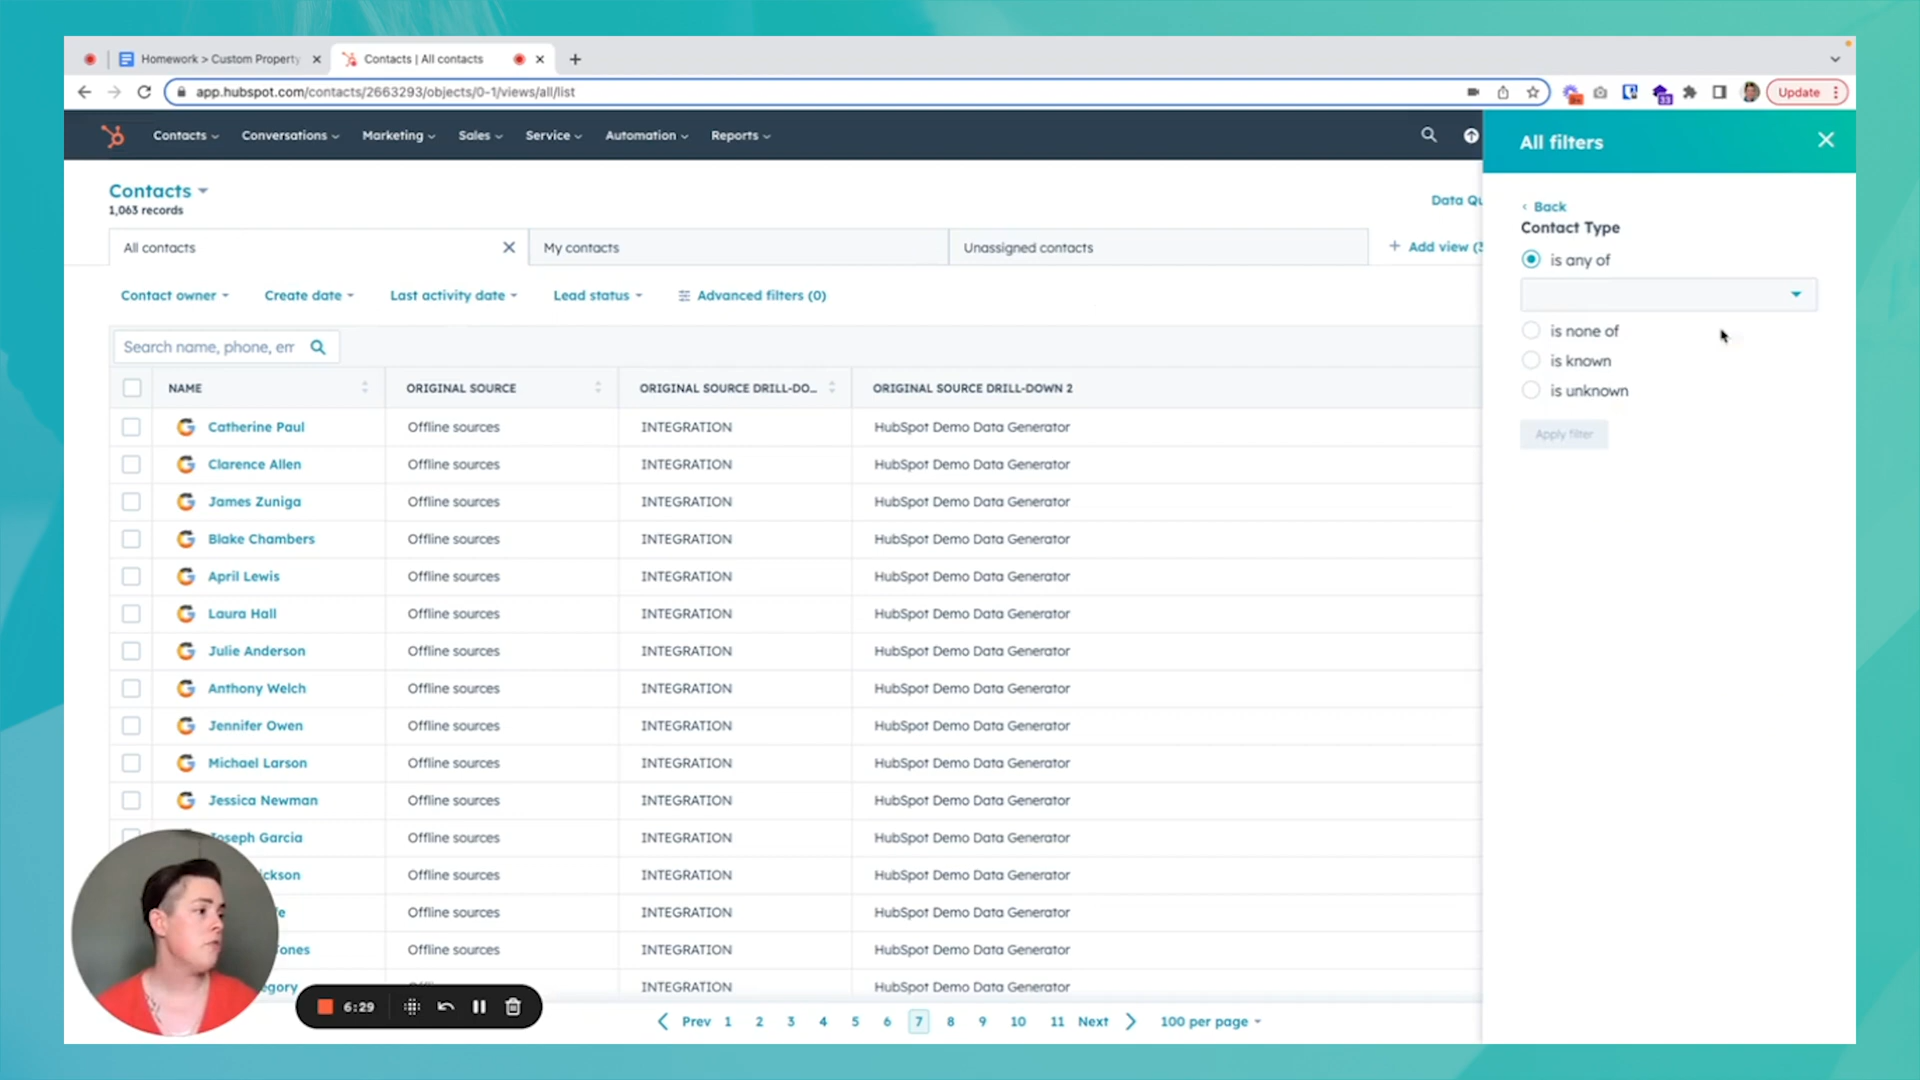 Homework > Custom Property
Contacts | All contacts
app.hubspot.com/contacts/2663293/objects/0-1/views/all/list
33
Update
Contacts
Conversations
Marketing
Sales
Service
Automation
Reports
All filters
Contacts
1,063 records
Data Qu
Back
Contact Type
All contacts
My contacts
Unassigned contacts
Add view (3
is any of
Contact owner
Create date
Last activity date
Lead status
Advanced filters (0)
is none of
Search name, phone, em
is known
is unknown
NAME
ORIGINAL SOURCE
ORIGINAL SOURCE DRILL-DO...
ORIGINAL SOURCE DRILL-DOWN 2
Apply filter
Catherine Paul Offline sources INTEGRATION HubSpot Demo Data Generator
Clarence Allen Offline sources INTEGRATION HubSpot Demo Data Generator
James Zuniga Offline sources INTEGRATION HubSpot Demo Data Generator
Blake Chambers Offline sources INTEGRATION HubSpot Demo Data Generator
April Lewis Offline sources INTEGRATION HubSpot Demo Data Generator
Laura Hall Offline sources INTEGRATION HubSpot Demo Data Generator
Julie Anderson Offline sources INTEGRATION HubSpot Demo Data Generator
Anthony Welch Offline sources INTEGRATION HubSpot Demo Data Generator
Jennifer Owen Offline sources INTEGRATION HubSpot Demo Data Generator
Michael Larson Offline sources INTEGRATION HubSpot Demo Data Generator
Jessica Newman Offline sources INTEGRATION HubSpot Demo Data Generator
Joseph Garcia Offline sources INTEGRATION HubSpot Demo Data Generator
ickson Offline sources INTEGRATION HubSpot Demo Data Generator
e Offline sources INTEGRATION HubSpot Demo Data Generator
Jones Offline sources INTEGRATION HubSpot Demo Data Generator
egory INTEGRATION HubSpot Demo Data Generator
6:29
Prev 1 2 3 4 5 6 7 8 9 10 11 Next 100 per page